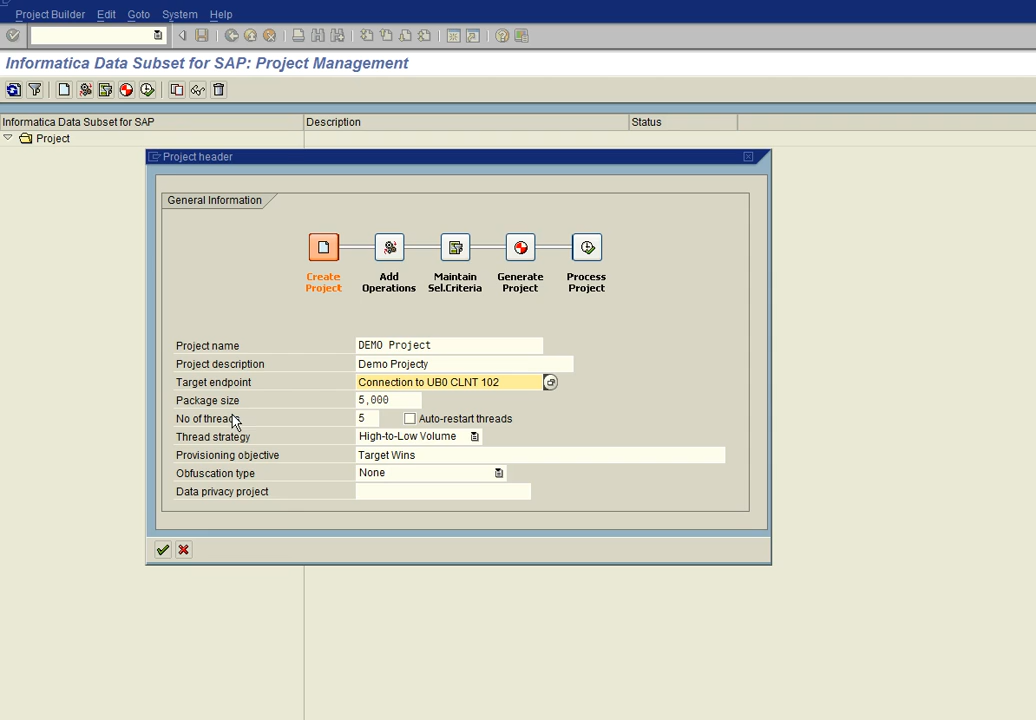 Project Builder Edit Goto System Help
Informatica Data Subset for SAP: Project Management
Informatica Data Subset for SAP Description Status
Project
Project header
General Information
Create Project
Add Operations
Maintain Sel.Criteria
Generate Project
Process Project
Project name DEMO Project
Project description Demo Projecty
Target endpoint Connection to UB0 CLNT 102
Package size 5,000
No of threads 5 Auto-restart threads
Thread strategy High-to-Low Volume
Provisioning objective Target Wins
Obfuscation type None
Data privacy project